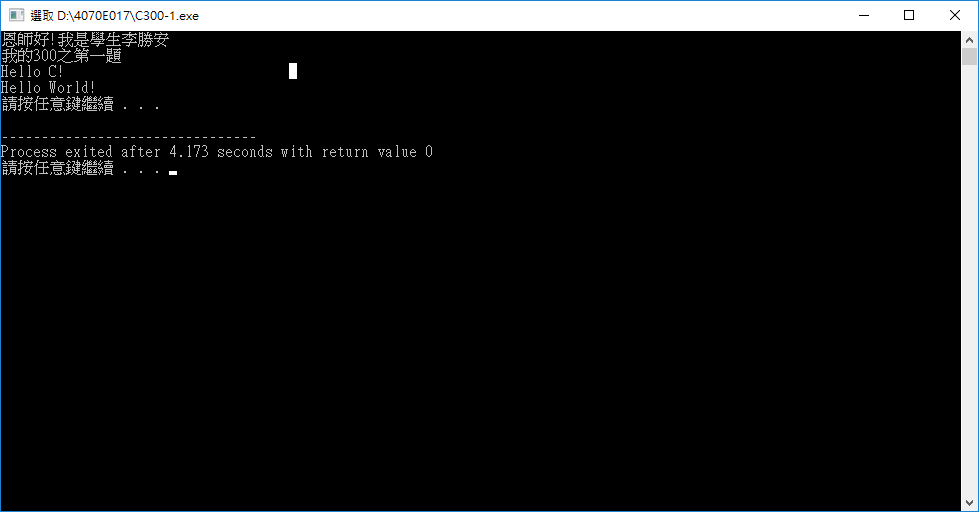 選取 D:\4070E017\C300-1.exe
恩師好!我是學生李勝安
我的300之第一題
Hello C!
Hello World!
請按任意鍵繼續 . . .
--------------------------------
Process exited after 4.173 seconds with return value 0
請按任意鍵繼續 . . .